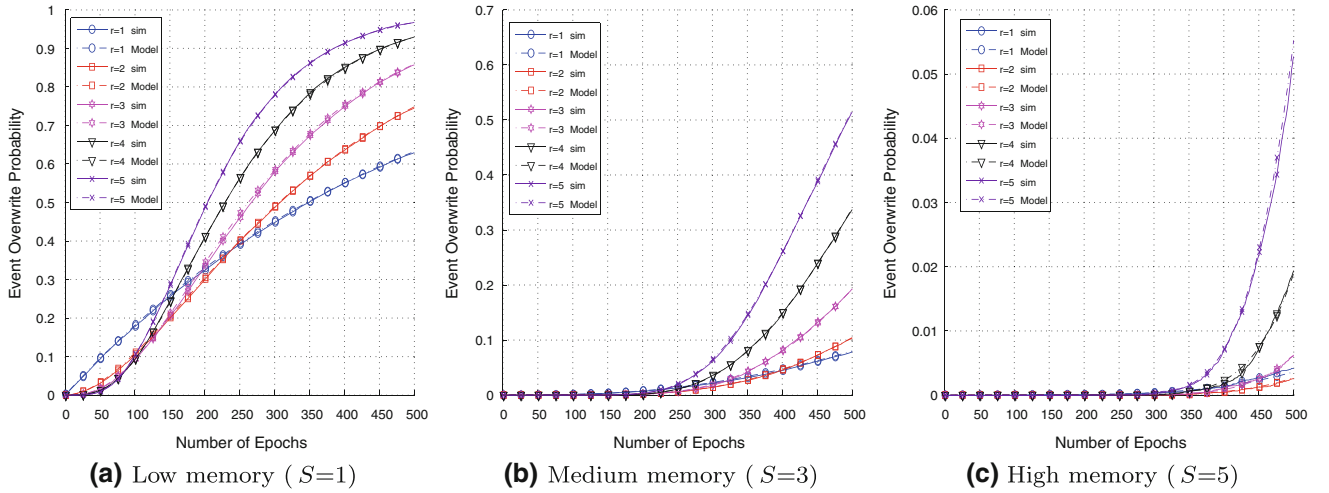 1
0.9
0.8
0.7
0.6
0.5
0.4
0.3
0.2
0.1
0
Event Overwrite Probability
r=1 sim
r=1 Model
r=2 sim
r=2 Model
r=3 sim
r=3 Model
r=4 sim
r=4 Model
r=5 sim
r=5 Model
0 50 100 150 200 250 300 350 400 450 500
Number of Epochs
(a) Low memory ( S=1)
0.7
0.6
0.5
0.4
0.3
0.2
0.1
0
Event Overwrite Probability
r=1 sim
r=1 Model
r=2 sim
r=2 Model
r=3 sim
r=3 Model
r=4 sim
r=4 Model
r=5 sim
r=5 Model
0 50 100 150 200 250 300 350 400 450 500
Number of Epochs
(b) Medium memory ( S=3)
0.06
0.05
0.04
0.03
0.02
0.01
0
Event Overwrite Probability
r=1 sim
r=1 Model
r=2 sim
r=2 Model
r=3 sim
r=3 Model
r=4 sim
r=4 Model
r=5 sim
r=5 Model
0 50 100 150 200 250 300 350 400 450 500
Number of Epochs
(c) High memory ( S=5)